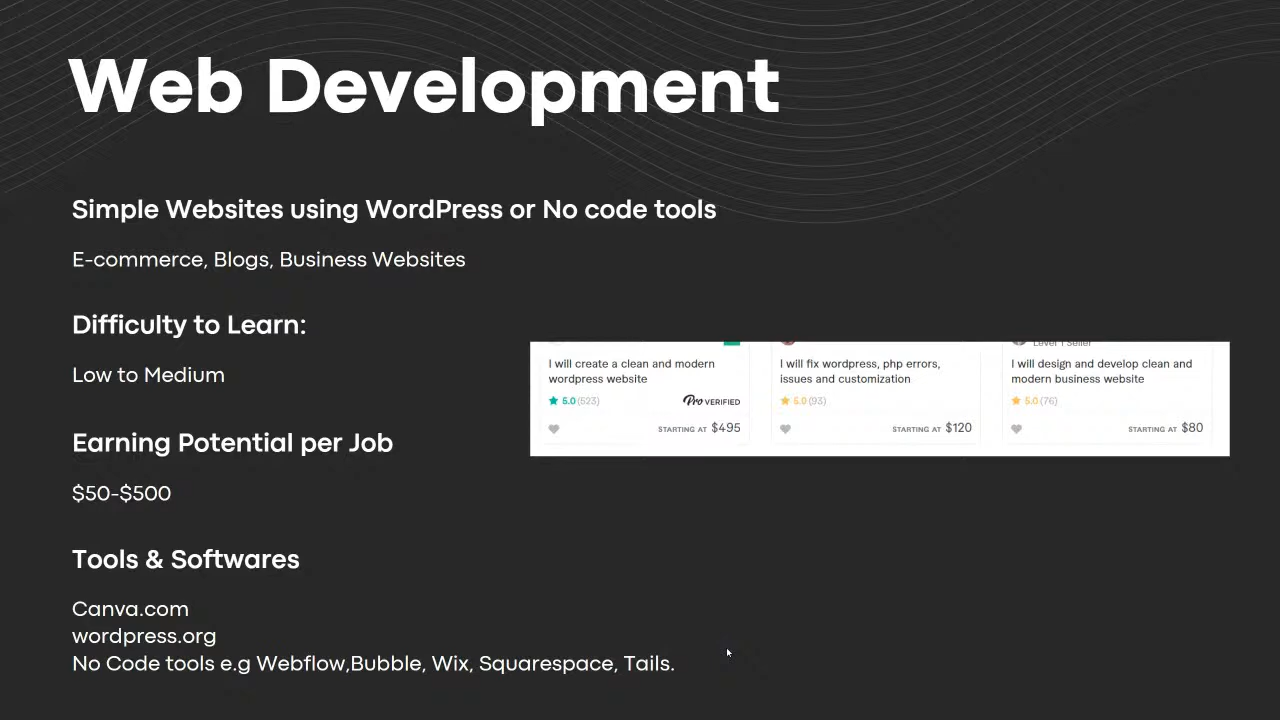 Web Development
Simple Websites using WordPress or No code tools
E-commerce, Blogs, Business Websites
Difficulty to Learn:
Low to Medium
Earning Potential per Job
$50-$500
Tools & Softwares
Canva.com
wordpress.org
No Code tools e.g Webflow,Bubble, Wix, Squarespace, Tails.
Level 1 Seller
I will create a clean and modern
wordpress website
5.0 (523)
Pro VERIFIED
STARTING AT $495
I will fix wordpress, php errors,
issues and customization
5.0 (93)
STARTING AT $120
I will design and develop clean and
modern business website
5.0 (76)
STARTING AT $80